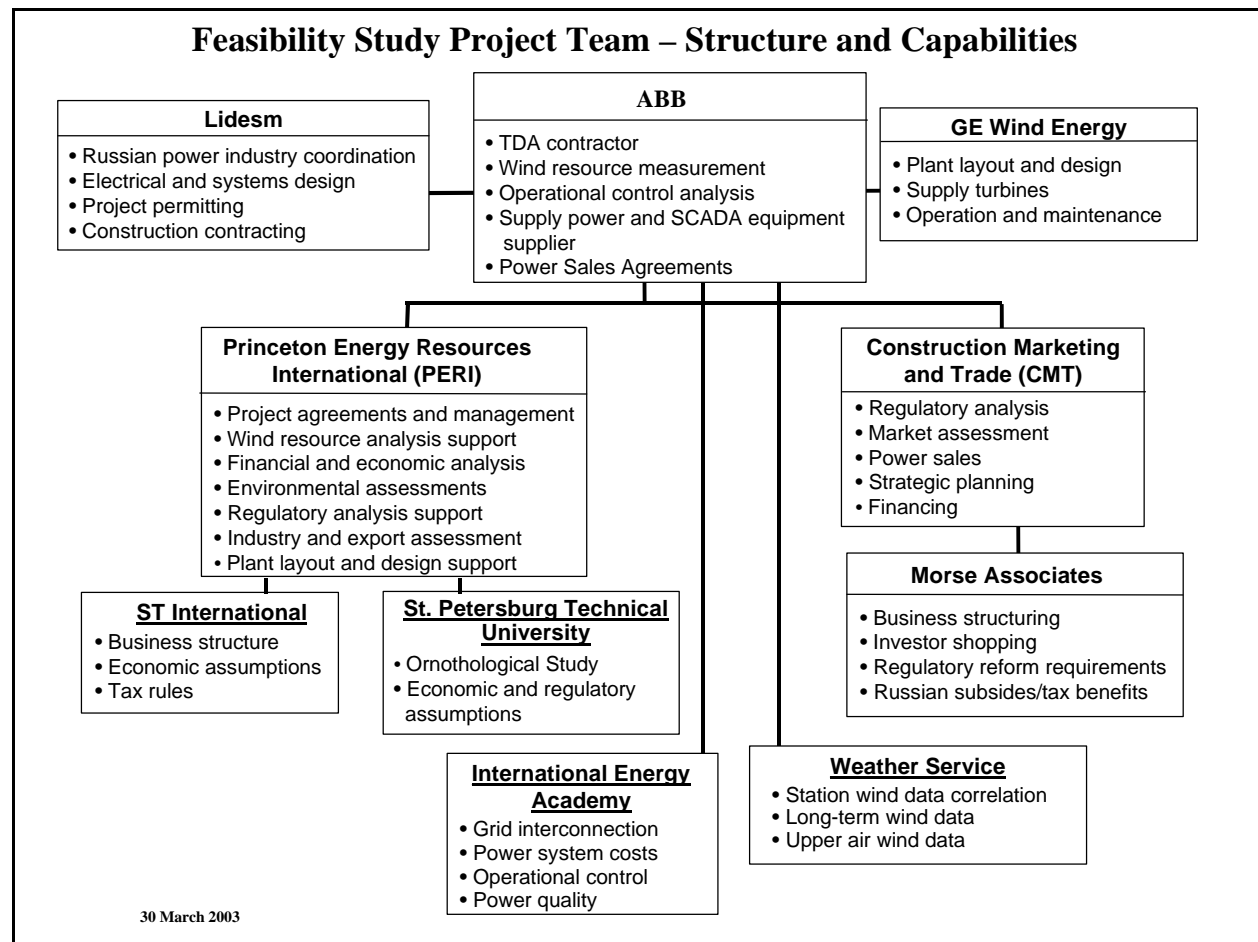 Feasibility Study Project Team – Structure and Capabilities
Lidesm
• Russian power industry coordination
• Electrical and systems design
• Project permitting
• Construction contracting
ABB
• TDA contractor
• Wind resource measurement
• Operational control analysis
• Supply power and SCADA equipment
supplier
• Power Sales Agreements
GE Wind Energy
• Plant layout and design
• Supply turbines
• Operation and maintenance
Princeton Energy Resources
International (PERI)
• Project agreements and management
• Wind resource analysis support
• Financial and economic analysis
• Environmental assessments
• Regulatory analysis support
• Industry and export assessment
• Plant layout and design support
Construction Marketing
and Trade (CMT)
• Regulatory analysis
• Market assessment
• Power sales
• Strategic planning
• Financing
ST International
• Business structure
• Economic assumptions
• Tax rules
St. Petersburg Technical
University
• Ornothological Study
• Economic and regulatory
assumptions
Morse Associates
• Business structuring
• Investor shopping
• Regulatory reform requirements
• Russian subsides/tax benefits
International Energy
Academy
• Grid interconnection
• Power system costs
• Operational control
• Power quality
Weather Service
• Station wind data correlation
• Long-term wind data
• Upper air wind data
30 March 2003